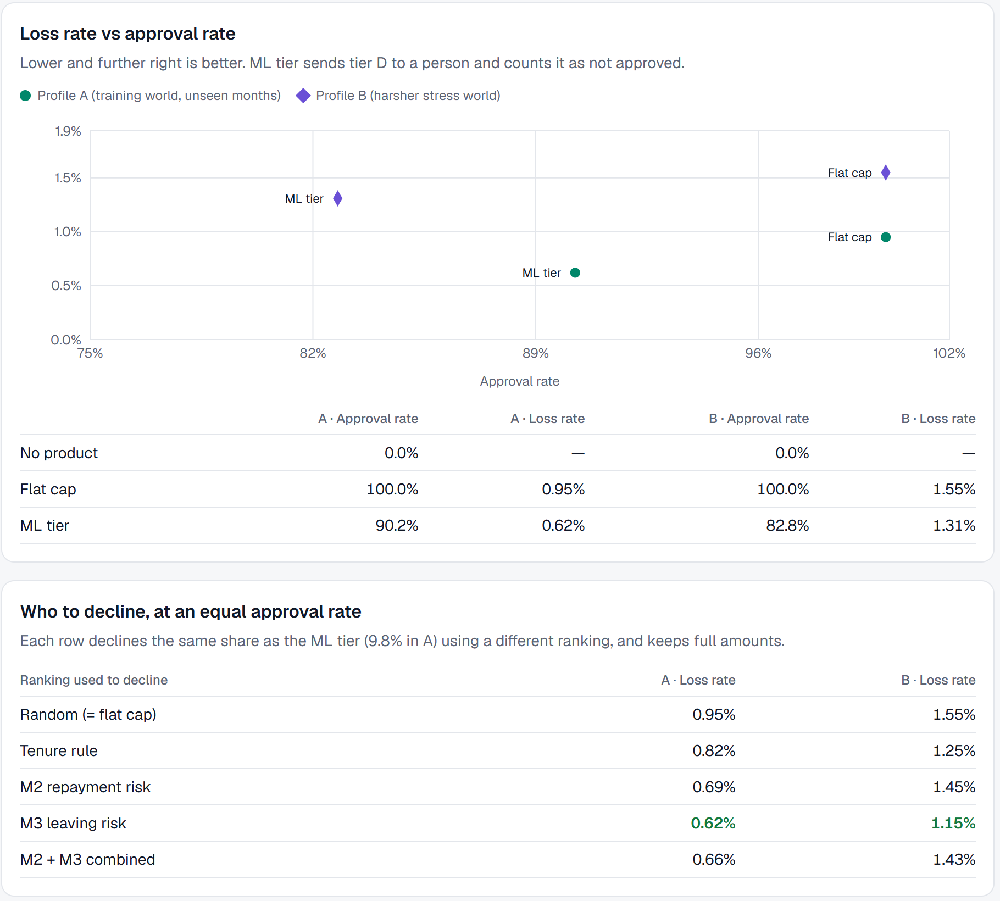 Loss rate vs approval rate
Lower and further right is better. ML tier sends tier D to a person and counts it as not approved.
Profile A (training world, unseen months) Profile B (harsher stress world)
1.9%
Flat cap
1.5%
ML tier
1.0%
Flat cap
ML tier
0.5%
0.0%
75% 82% 89% 96% 102%
Approval rate
A · Approval rate A · Loss rate B · Approval rate B · Loss rate
No product 0.0% — 0.0% —
Flat cap 100.0% 0.95% 100.0% 1.55%
ML tier 90.2% 0.62% 82.8% 1.31%
Who to decline, at an equal approval rate
Each row declines the same share as the ML tier (9.8% in A) using a different ranking, and keeps full amounts.
Ranking used to decline A · Loss rate B · Loss rate
Random (= flat cap) 0.95% 1.55%
Tenure rule 0.82% 1.25%
M2 repayment risk 0.69% 1.45%
M3 leaving risk 0.62% 1.15%
M2 + M3 combined 0.66% 1.43%